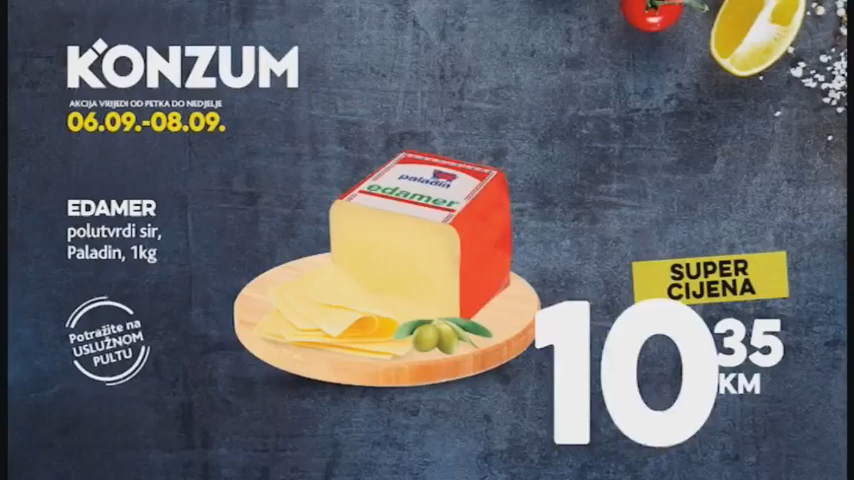 KONZUM
AKCIJA VRIJEDI OD PETKA DO NEDJELJE
06.09.-08.09.
EDAMER
polutvrdi sir,
Paladin, 1kg
Potražite na
USLUŽNOM
PULTU
paladin
edamer
SUPER
CIJENA
10 35
KM